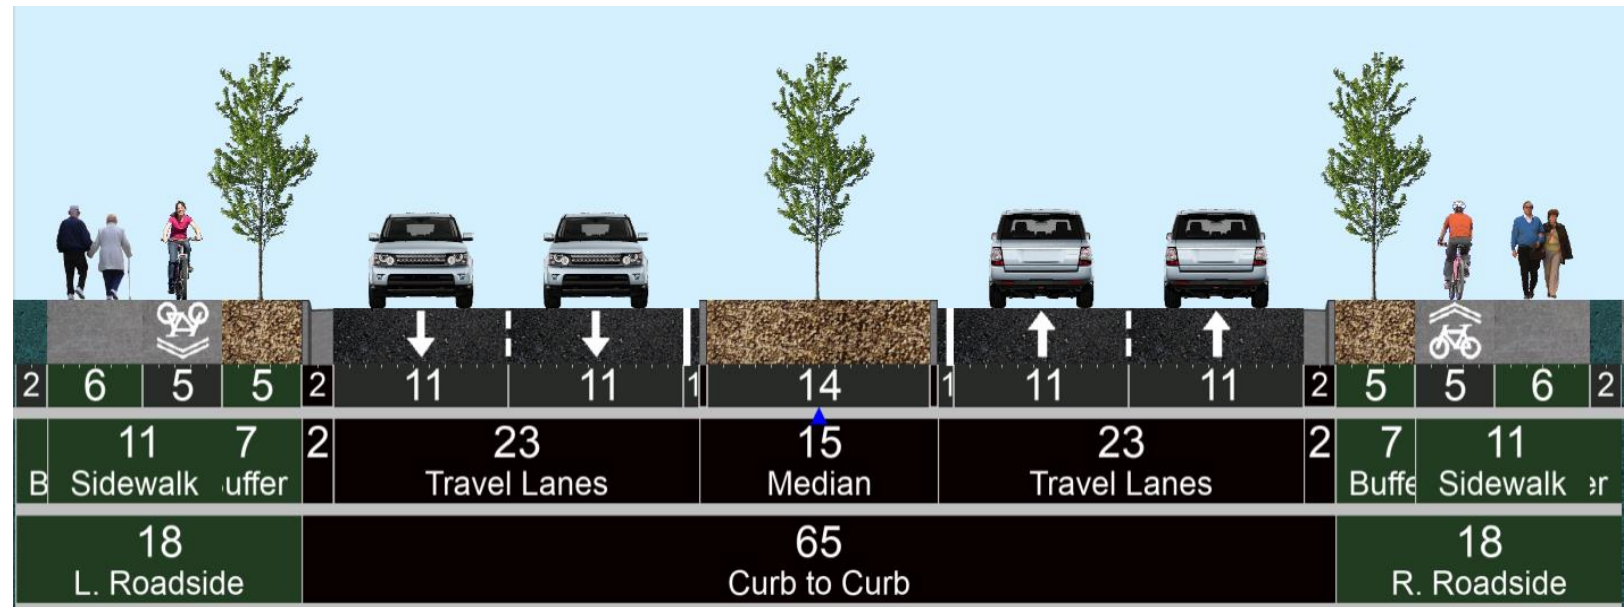 2 6 5 5 2 11 11 1 14 1 11 11 2 5 5 6 2
11 7 2 23 15 23 2 7 11
B Sidewalk uffer Travel Lanes Median Travel Lanes Buffe Sidewalk er
18 65 18
L. Roadside Curb to Curb R. Roadside